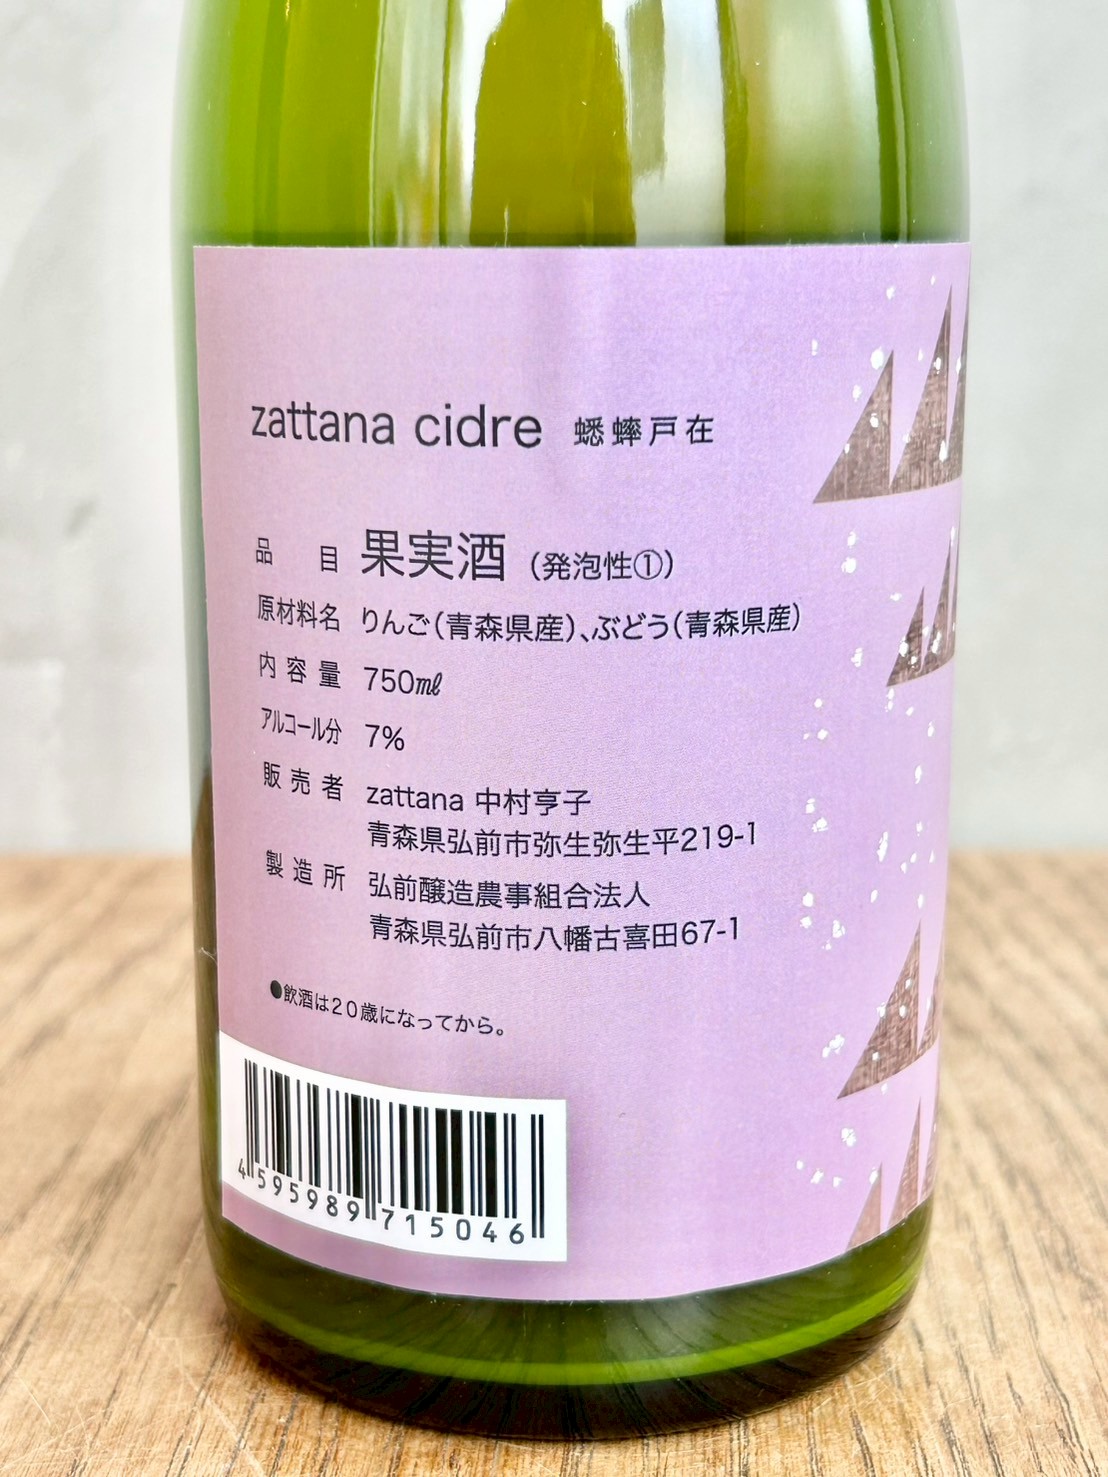 zattana cidre 蟋蟀戸在
品目 果実酒（発泡性①）
原材料名 りんご（青森県産）、ぶどう（青森県産）
内容量 750㎖
アルコール分 7%
販売者 zattana 中村亨子
青森県弘前市弥生弥生平219-1
製造所 弘前醸造農事組合法人
青森県弘前市八幡古喜田67-1
●飲酒は20歳になってから。
4595989715046